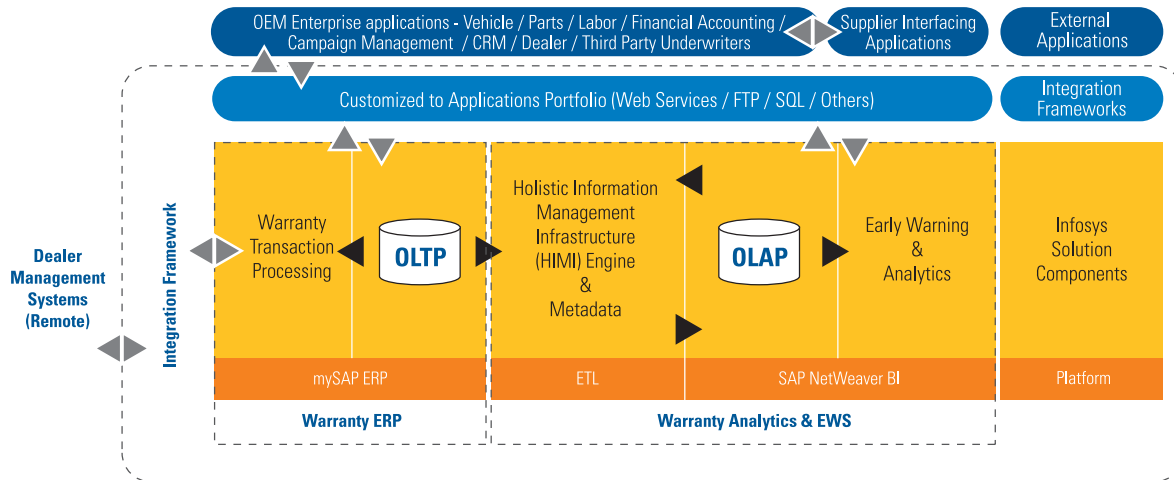 OEM Enterprise applications - Vehicle / Parts / Labor / Financial Accounting /
Campaign Management / CRM / Dealer / Third Party Underwriters
Supplier Interfacing
Applications
External
Applications
Customized to Applications Portfolio (Web Services / FTP / SQL / Others)
Integration
Frameworks
Dealer
Management
Systems
(Remote)
Integration Framework
Warranty
Transaction
Processing
OLTP
Holistic Information
Management
Infrastructure
(HIMI) Engine
&
Metadata
OLAP
Early Warning
&
Analytics
Infosys
Solution
Components
mySAP ERP
ETL
SAP NetWeaver BI
Platform
Warranty ERP
Warranty Analytics & EWS